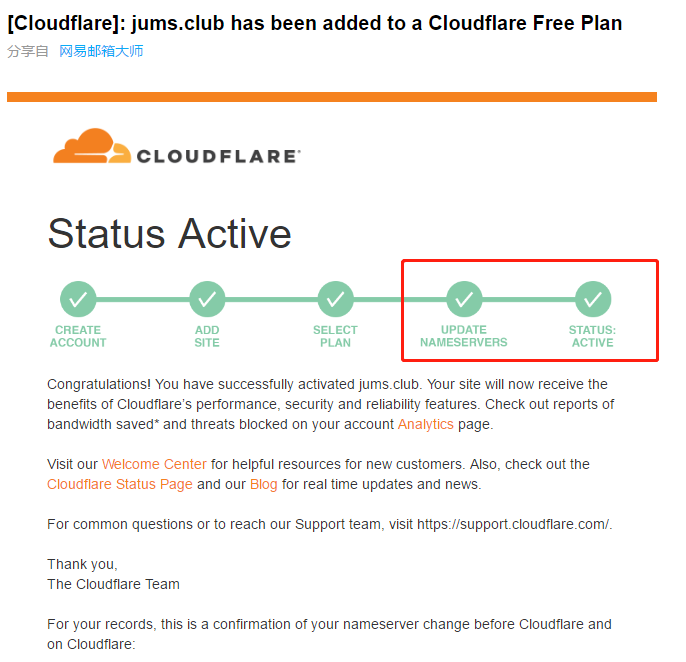 [Cloudflare]: jums.club has been added to a Cloudflare Free Plan
分享自 网易邮箱大师
CLOUDFLARE
Status Active
CREATE ACCOUNT
ADD SITE
SELECT PLAN
UPDATE NAMESERVERS
STATUS: ACTIVE
Congratulations! You have successfully activated jums.club. Your site will now receive the
benefits of Cloudflare’s performance, security and reliability features. Check out reports of
bandwidth saved* and threats blocked on your account Analytics page.
Visit our Welcome Center for helpful resources for new customers. Also, check out the
Cloudflare Status Page and our Blog for real time updates and news.
For common questions or to reach our Support team, visit https://support.cloudflare.com/.
Thank you,
The Cloudflare Team
For your records, this is a confirmation of your nameserver change before Cloudflare and
on Cloudflare: